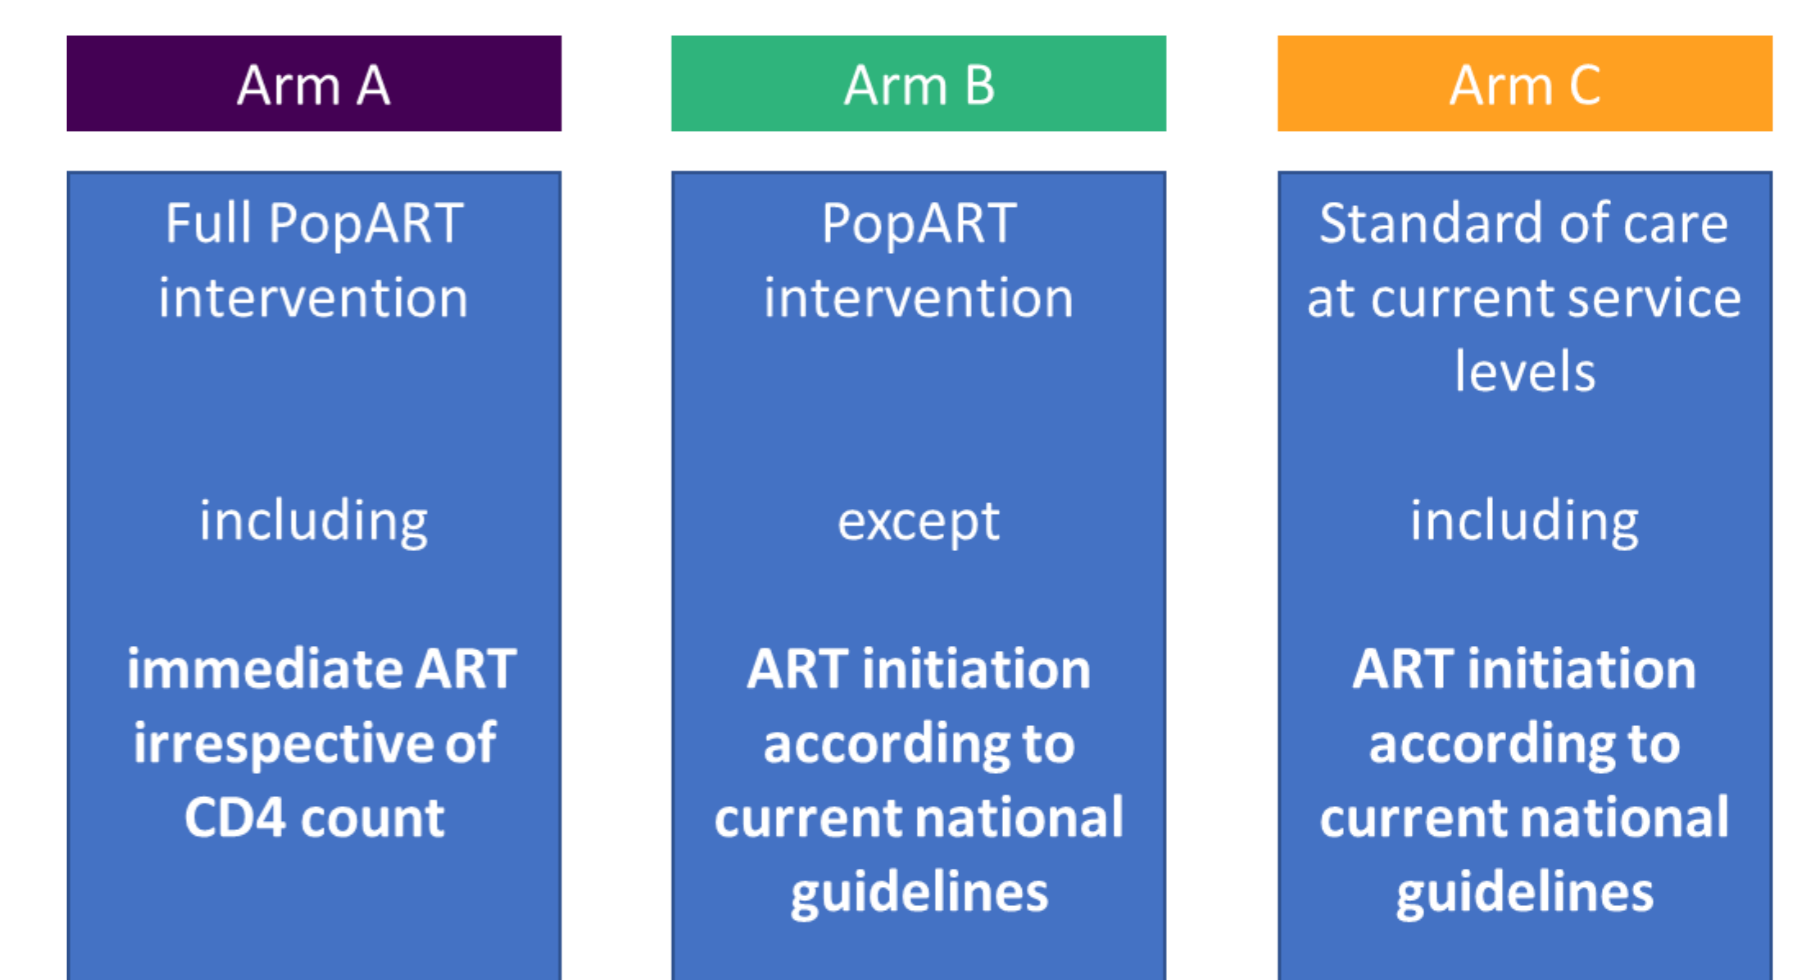 Arm A
Full PopART
intervention
including
immediate ART
irrespective of
CD4 count
Arm B
PopART
intervention
except
ART initiation
according to
current national
guidelines
Arm C
Standard of care
at current service
levels
including
ART initiation
according to
current national
guidelines